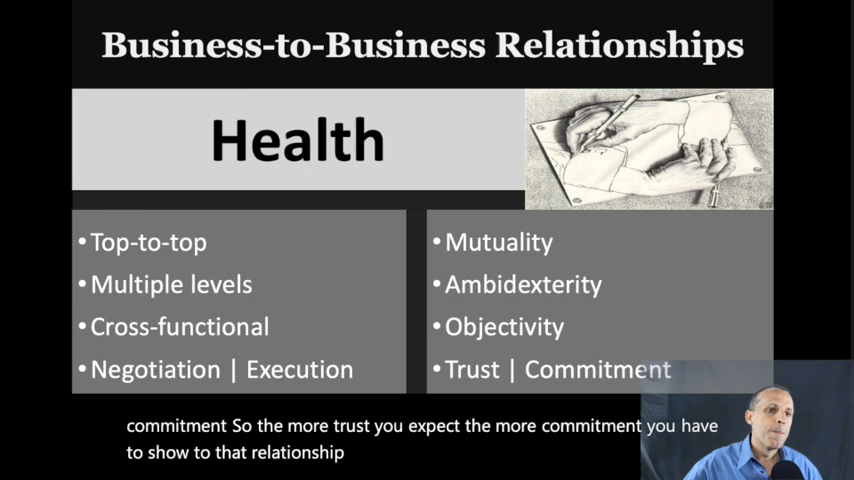 Business-to-Business Relationships
Health
• Top-to-top
• Multiple levels
• Cross-functional
• Negotiation | Execution
• Mutuality
• Ambidexterity
• Objectivity
• Trust | Commitment
commitment So the more trust you expect the more commitment you have
to show to that relationship